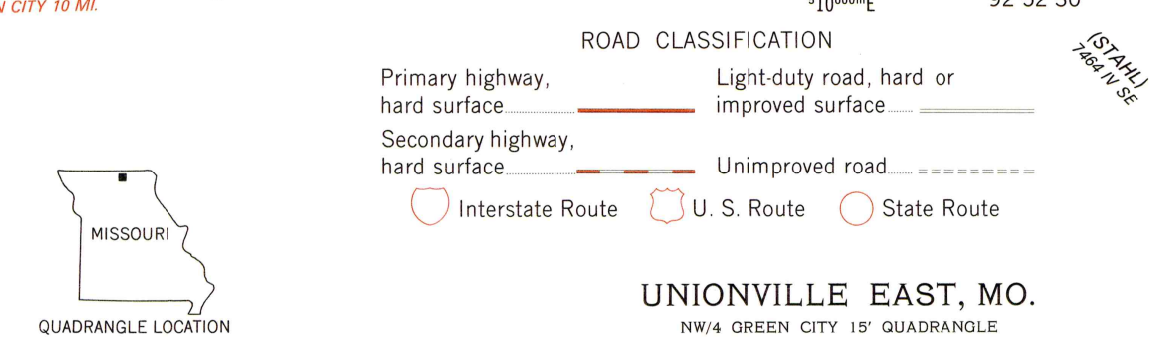 CITY 10 MI.
ROAD CLASSIFICATION
(STAHL)
7464 IV SE
Primary highway,
hard surface
Light-duty road, hard or
improved surface
Secondary highway,
hard surface
Unimproved road
Interstate Route
U. S. Route
State Route
MISSOURI
QUADRANGLE LOCATION
UNIONVILLE EAST, MO.
NW/4 GREEN CITY 15′ QUADRANGLE